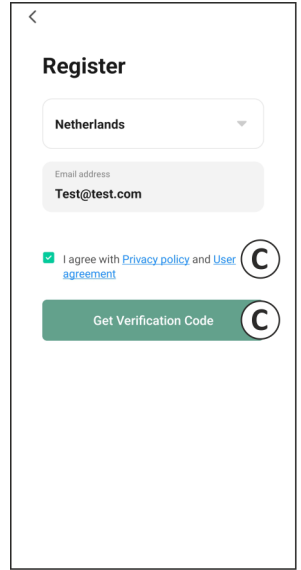 Register
Netherlands
Email address
Test@test.com
I agree with Privacy policy and User
agreement
C
Get Verification Code
C